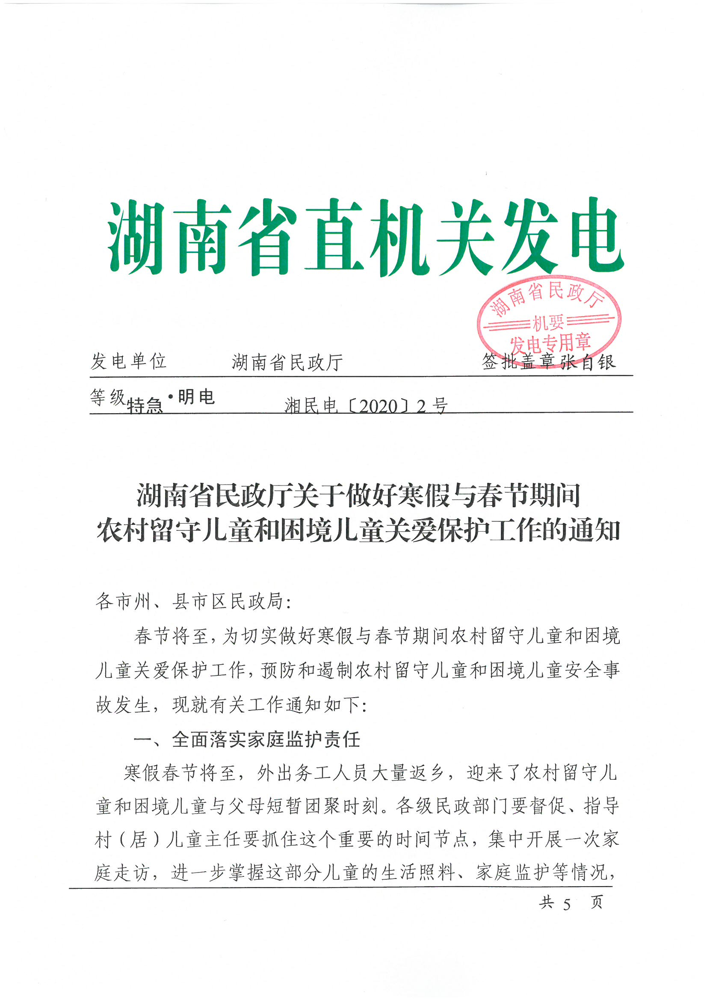 湖南省直机关发电
湖南省民政厅
机要
发电专用章
发电单位 湖南省民政厅 签批盖章 张自银
等级 特急·明电 湘民电〔2020〕2号
湖南省民政厅关于做好寒假与春节期间
农村留守儿童和困境儿童关爱保护工作的通知
各市州、县市区民政局:
春节将至,为切实做好寒假与春节期间农村留守儿童和困境
儿童关爱保护工作,预防和遏制农村留守儿童和困境儿童安全事
故发生,现就有关工作通知如下:
一、全面落实家庭监护责任
寒假春节将至,外出务工人员大量返乡,迎来了农村留守儿
童和困境儿童与父母短暂团聚时刻。各级民政部门要督促、指导
村(居)儿童主任要抓住这个重要的时间节点,集中开展一次家
庭走访,进一步掌握这部分儿童的生活照料、家庭监护等情况,
共 5 页